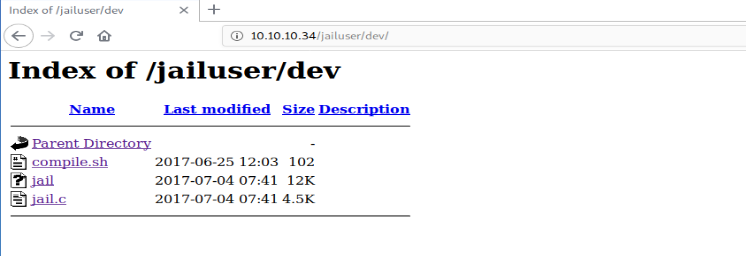 Index of /jailuser/dev
10.10.10.34/jailuser/dev/
Index of /jailuser/dev
Name Last modified Size Description
Parent Directory -
compile.sh 2017-06-25 12:03 102
jail 2017-07-04 07:41 12K
jail.c 2017-07-04 07:41 4.5K